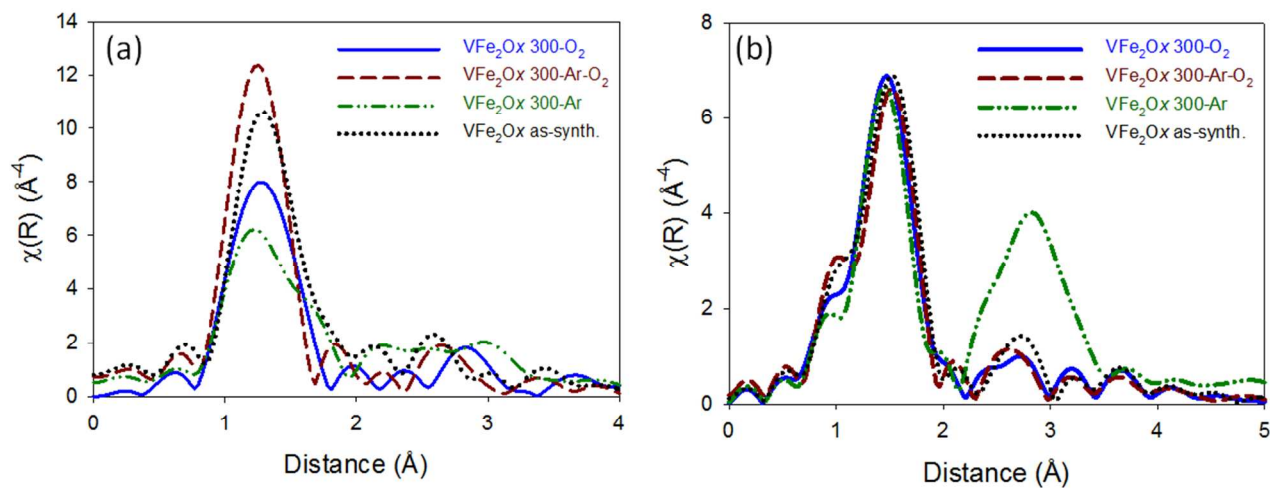 (a)
VFe₂Ox 300-O₂
VFe₂Ox 300-Ar-O₂
VFe₂Ox 300-Ar
VFe₂Ox as-synth.
χ(R) (Å⁻⁴)
14
12
10
8
6
4
2
0
0 1 2 3 4
Distance (Å)
(b)
VFe₂Ox 300-O₂
VFe₂Ox 300-Ar-O₂
VFe₂Ox 300-Ar
VFe₂Ox as-synth.
χ(R) (Å⁻⁴)
8
6
4
2
0
0 1 2 3 4 5
Distance (Å)